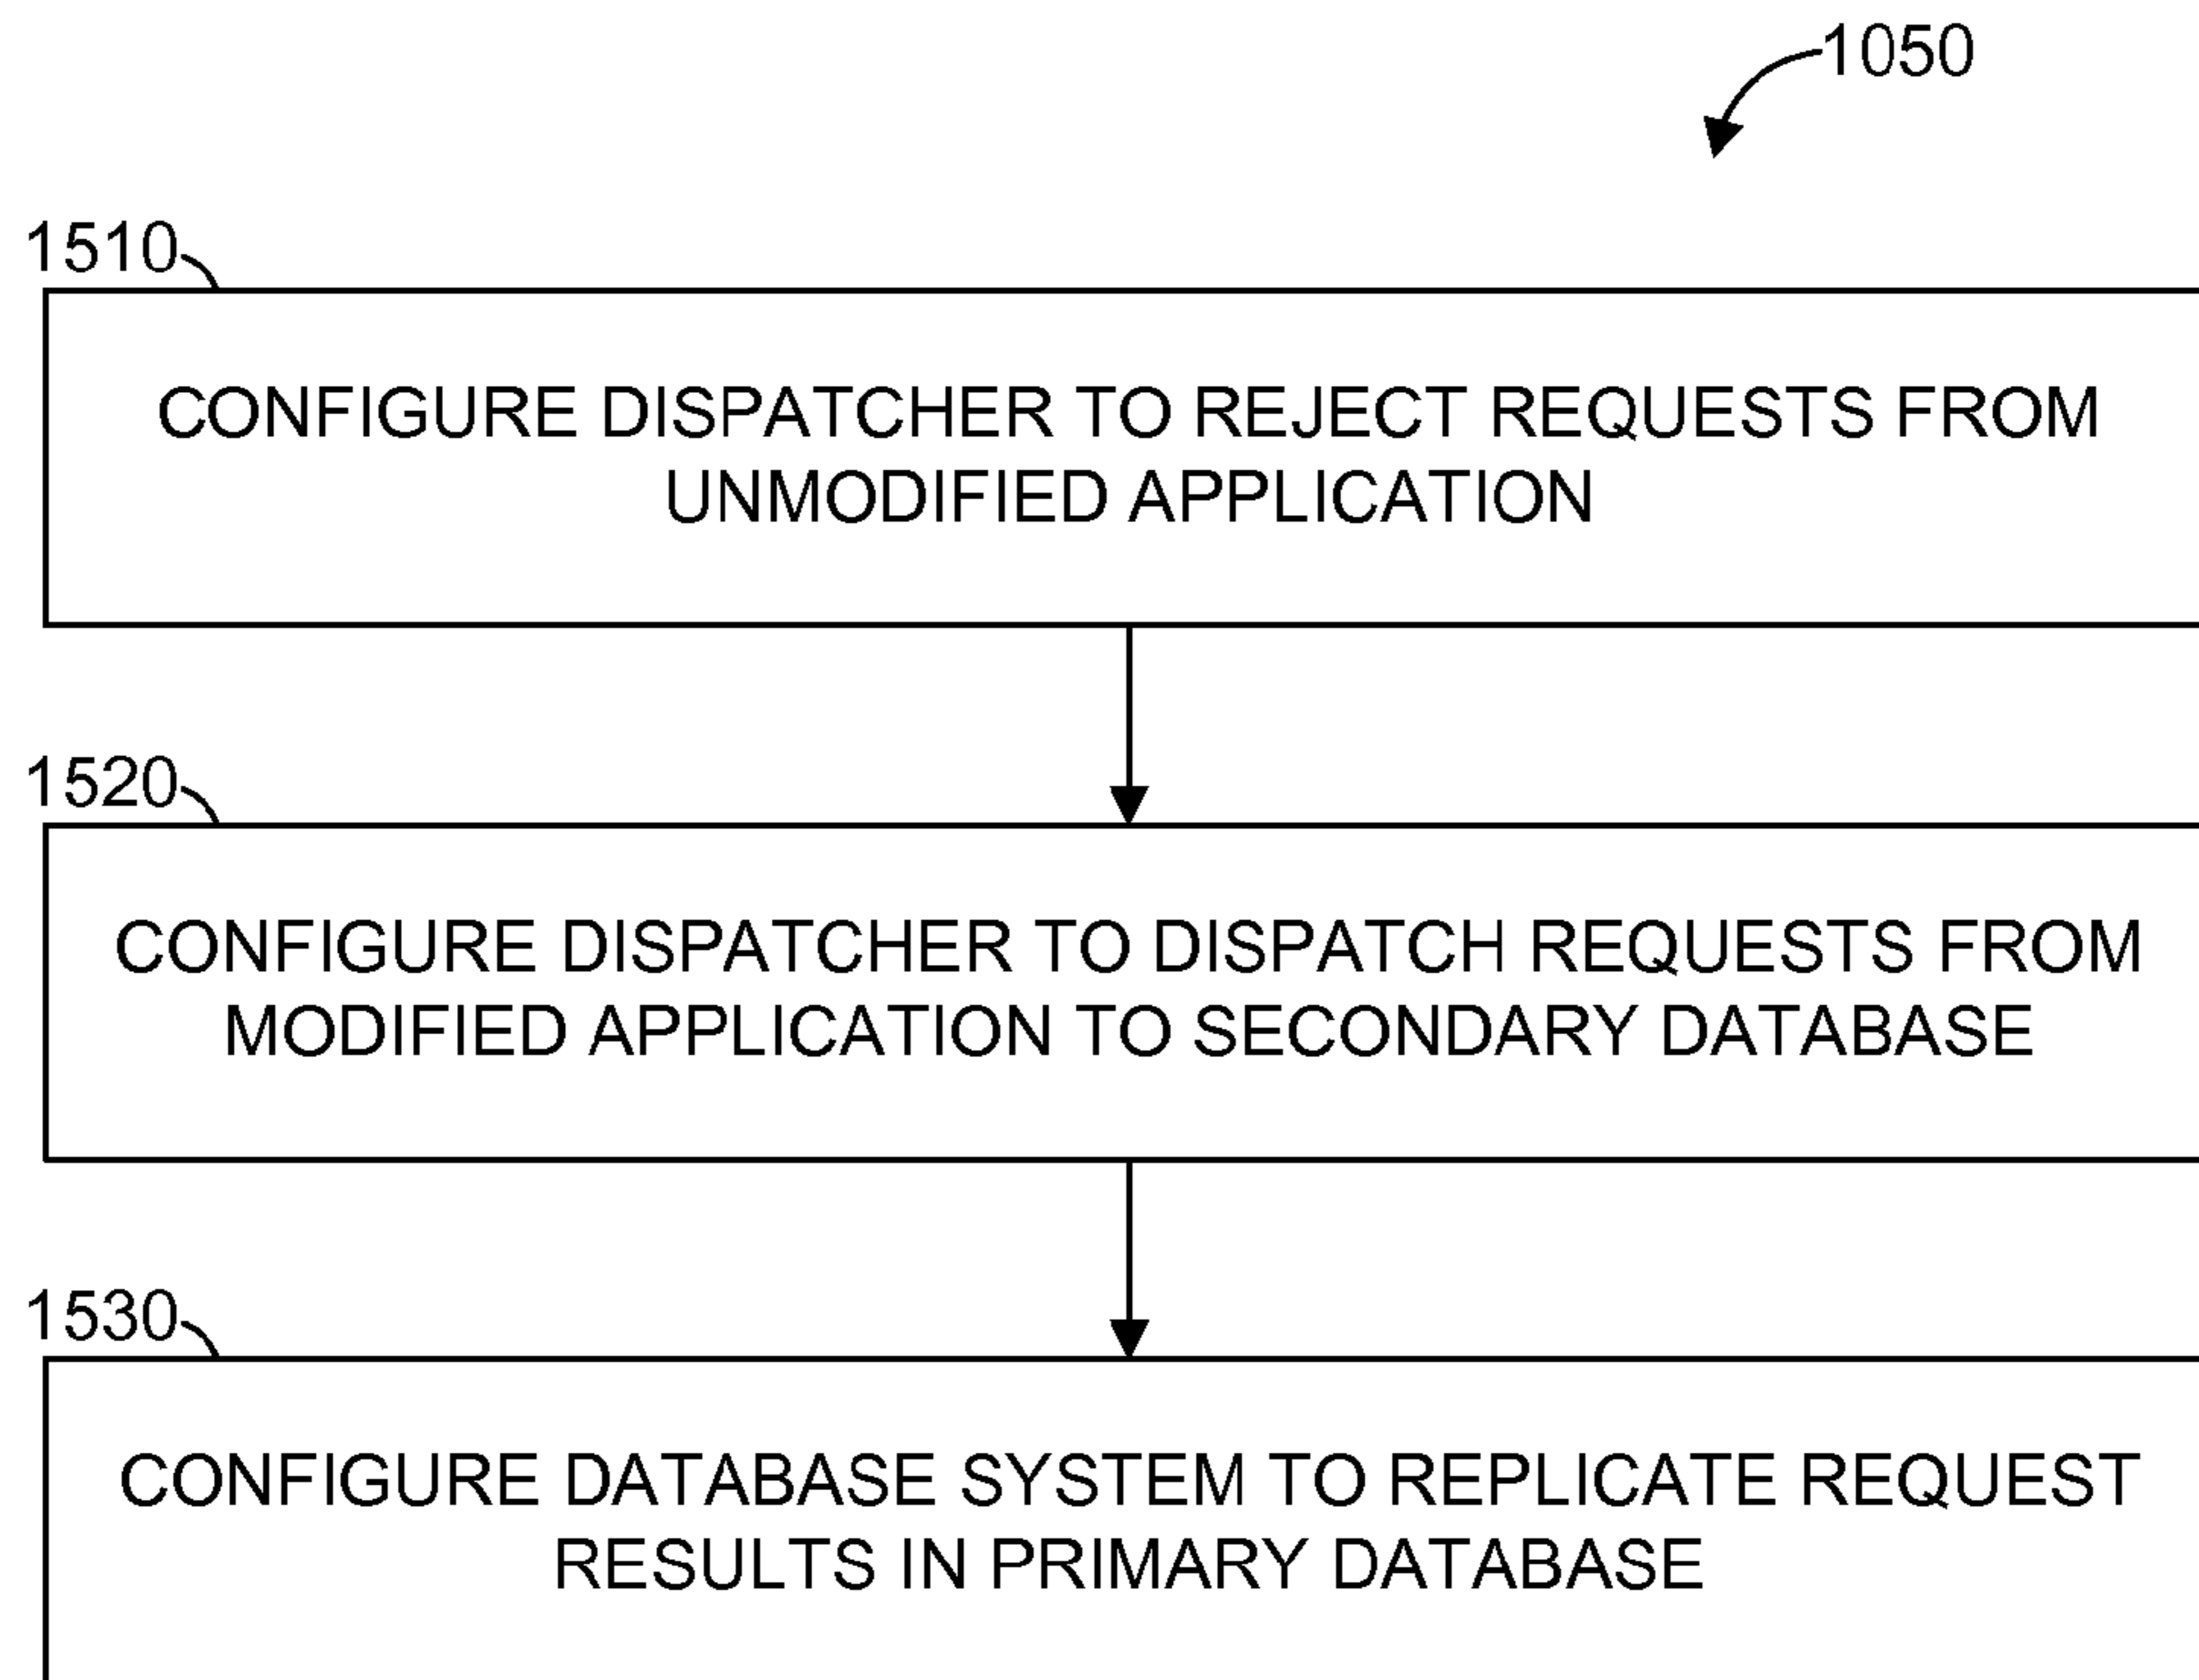 1050
1510
CONFIGURE DISPATCHER TO REJECT REQUESTS FROM
UNMODIFIED APPLICATION
1520
CONFIGURE DISPATCHER TO DISPATCH REQUESTS FROM
MODIFIED APPLICATION TO SECONDARY DATABASE
1530
CONFIGURE DATABASE SYSTEM TO REPLICATE REQUEST
RESULTS IN PRIMARY DATABASE